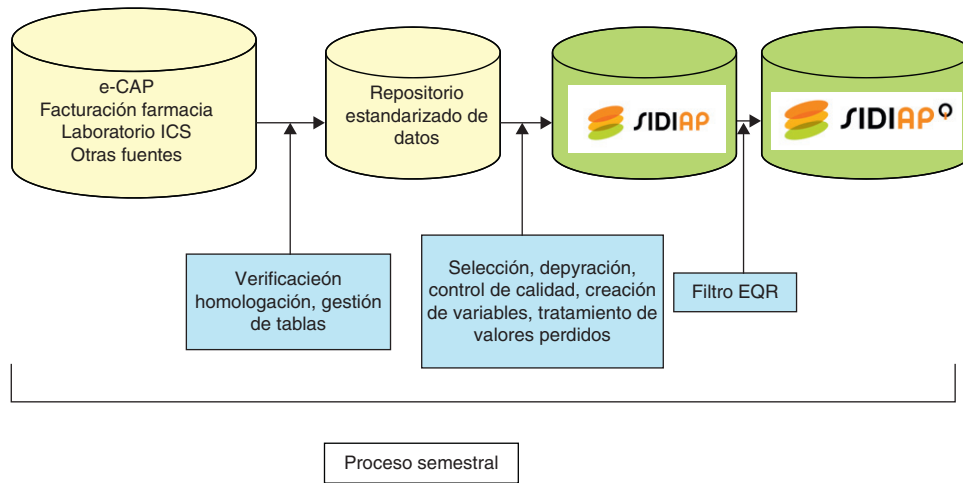 e-CAP
Facturación farmacia
Laboratorio ICS
Otras fuentes
Repositorio
estandarizado de
datos
SIDIAP
SIDIAP Q
Verificacieón
homologación, gestión
de tablas
Selección, depyración,
control de calidad, creación
de variables, tratamiento de
valores perdidos
Filtro EQR
Proceso semestral